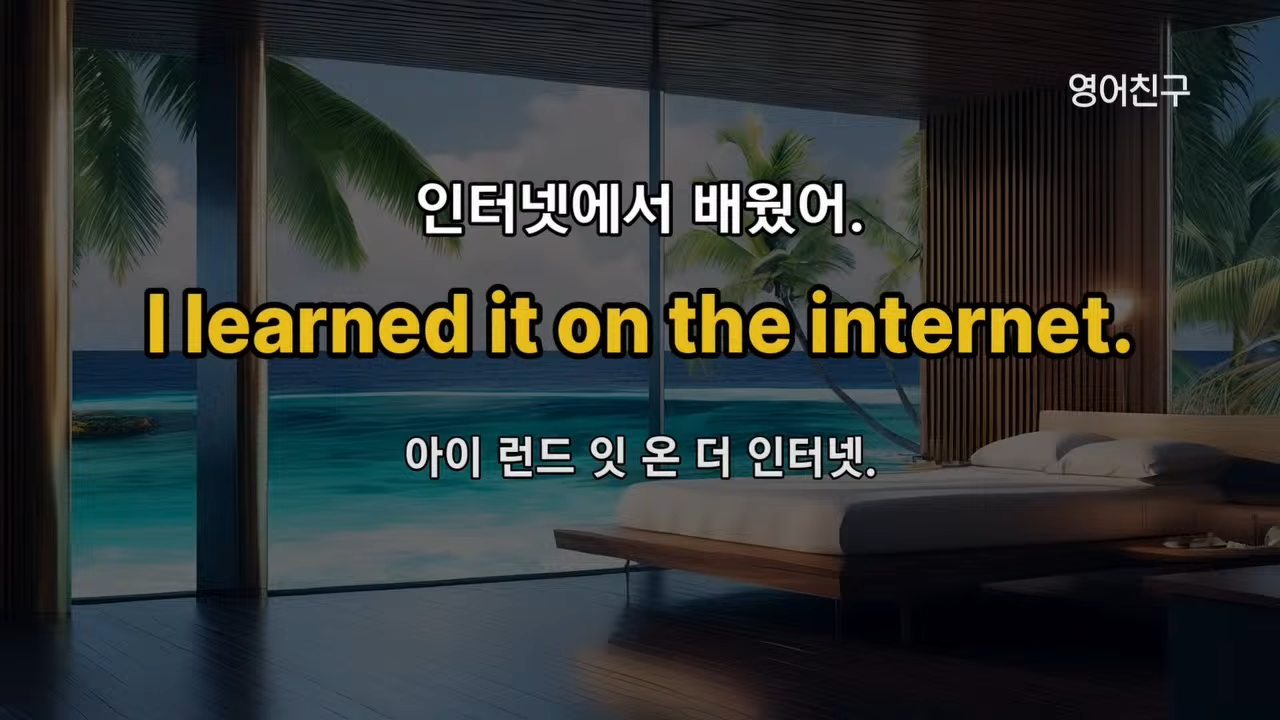 영어친구
인터넷에서 배웠어.
I learned it on the internet.
아이 런드 잇 온 더 인터넷.